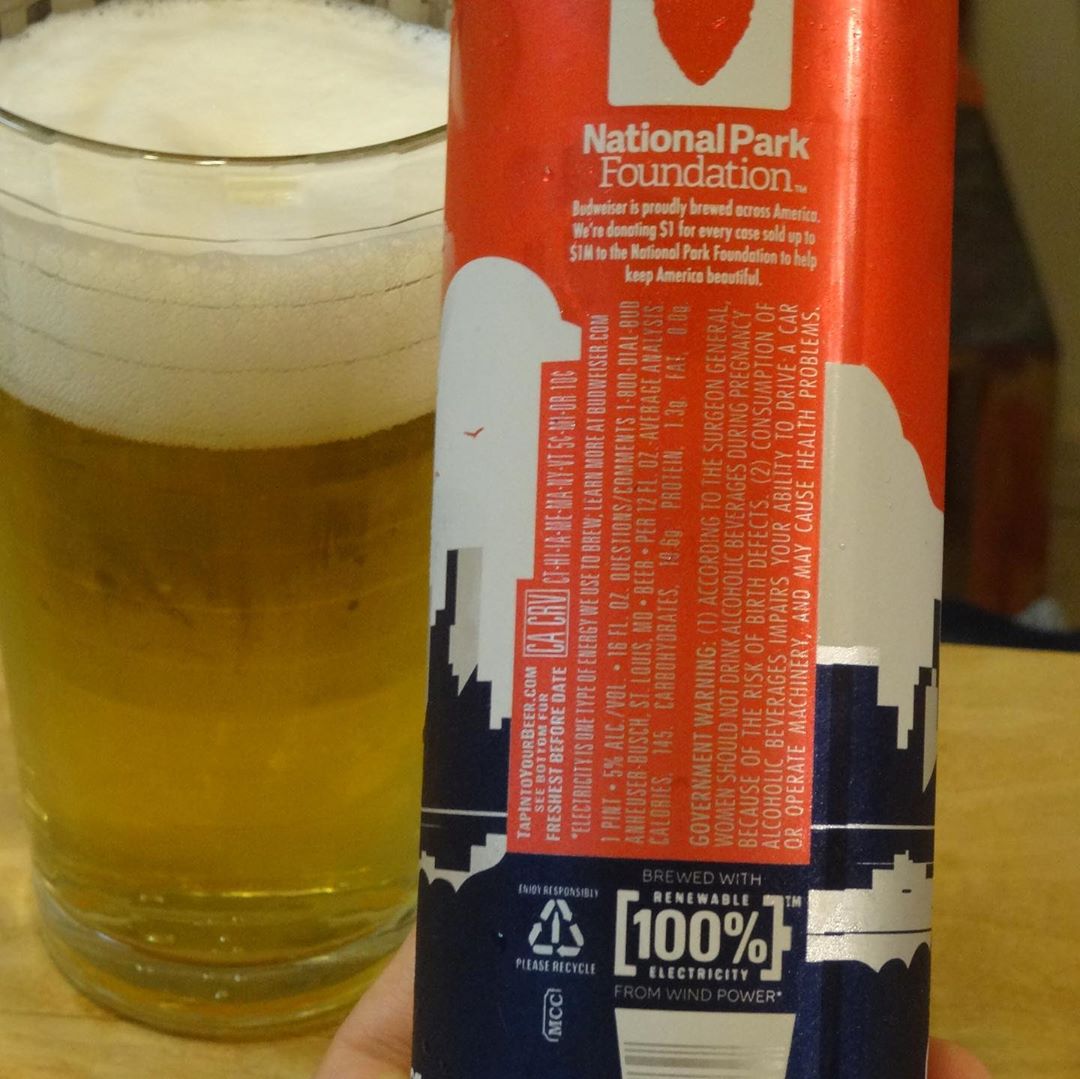 National Park
Foundation™
Budweiser is proudly brewed across America.
We're donating $1 for every case sold up to
$1M to the National Park Foundation to help
keep America beautiful.
TAPINTOYOURBEER.COM
SEE BOTTOM FOR
FRESHEST BEFORE DATE
CA CRV CT-HI-IA-ME-MA-NY-VT 5¢-MI-OR 10¢
*ELECTRICITY IS ONE TYPE OF ENERGY WE USE TO BREW. LEARN MORE AT BUDWEISER.COM
1 PINT • 5% ALC./VOL. • 16 FL. OZ. QUESTIONS/COMMENTS 1-800-DIAL-BUD
ANHEUSER-BUSCH, ST. LOUIS, MO • BEER • PER 12 FL. OZ. AVERAGE ANALYSIS:
CALORIES, 145, CARBOHYDRATES, 10.6g PROTEIN, 1.3g, FAT, 0.0g
GOVERNMENT WARNING: (1) ACCORDING TO THE SURGEON GENERAL,
WOMEN SHOULD NOT DRINK ALCOHOLIC BEVERAGES DURING PREGNANCY
BECAUSE OF THE RISK OF BIRTH DEFECTS. (2) CONSUMPTION OF
ALCOHOLIC BEVERAGES IMPAIRS YOUR ABILITY TO DRIVE A CAR
OR OPERATE MACHINERY, AND MAY CAUSE HEALTH PROBLEMS.
ENJOY RESPONSIBLY
PLEASE RECYCLE
MCC
BREWED WITH
RENEWABLE
100%™
ELECTRICITY
FROM WIND POWER*